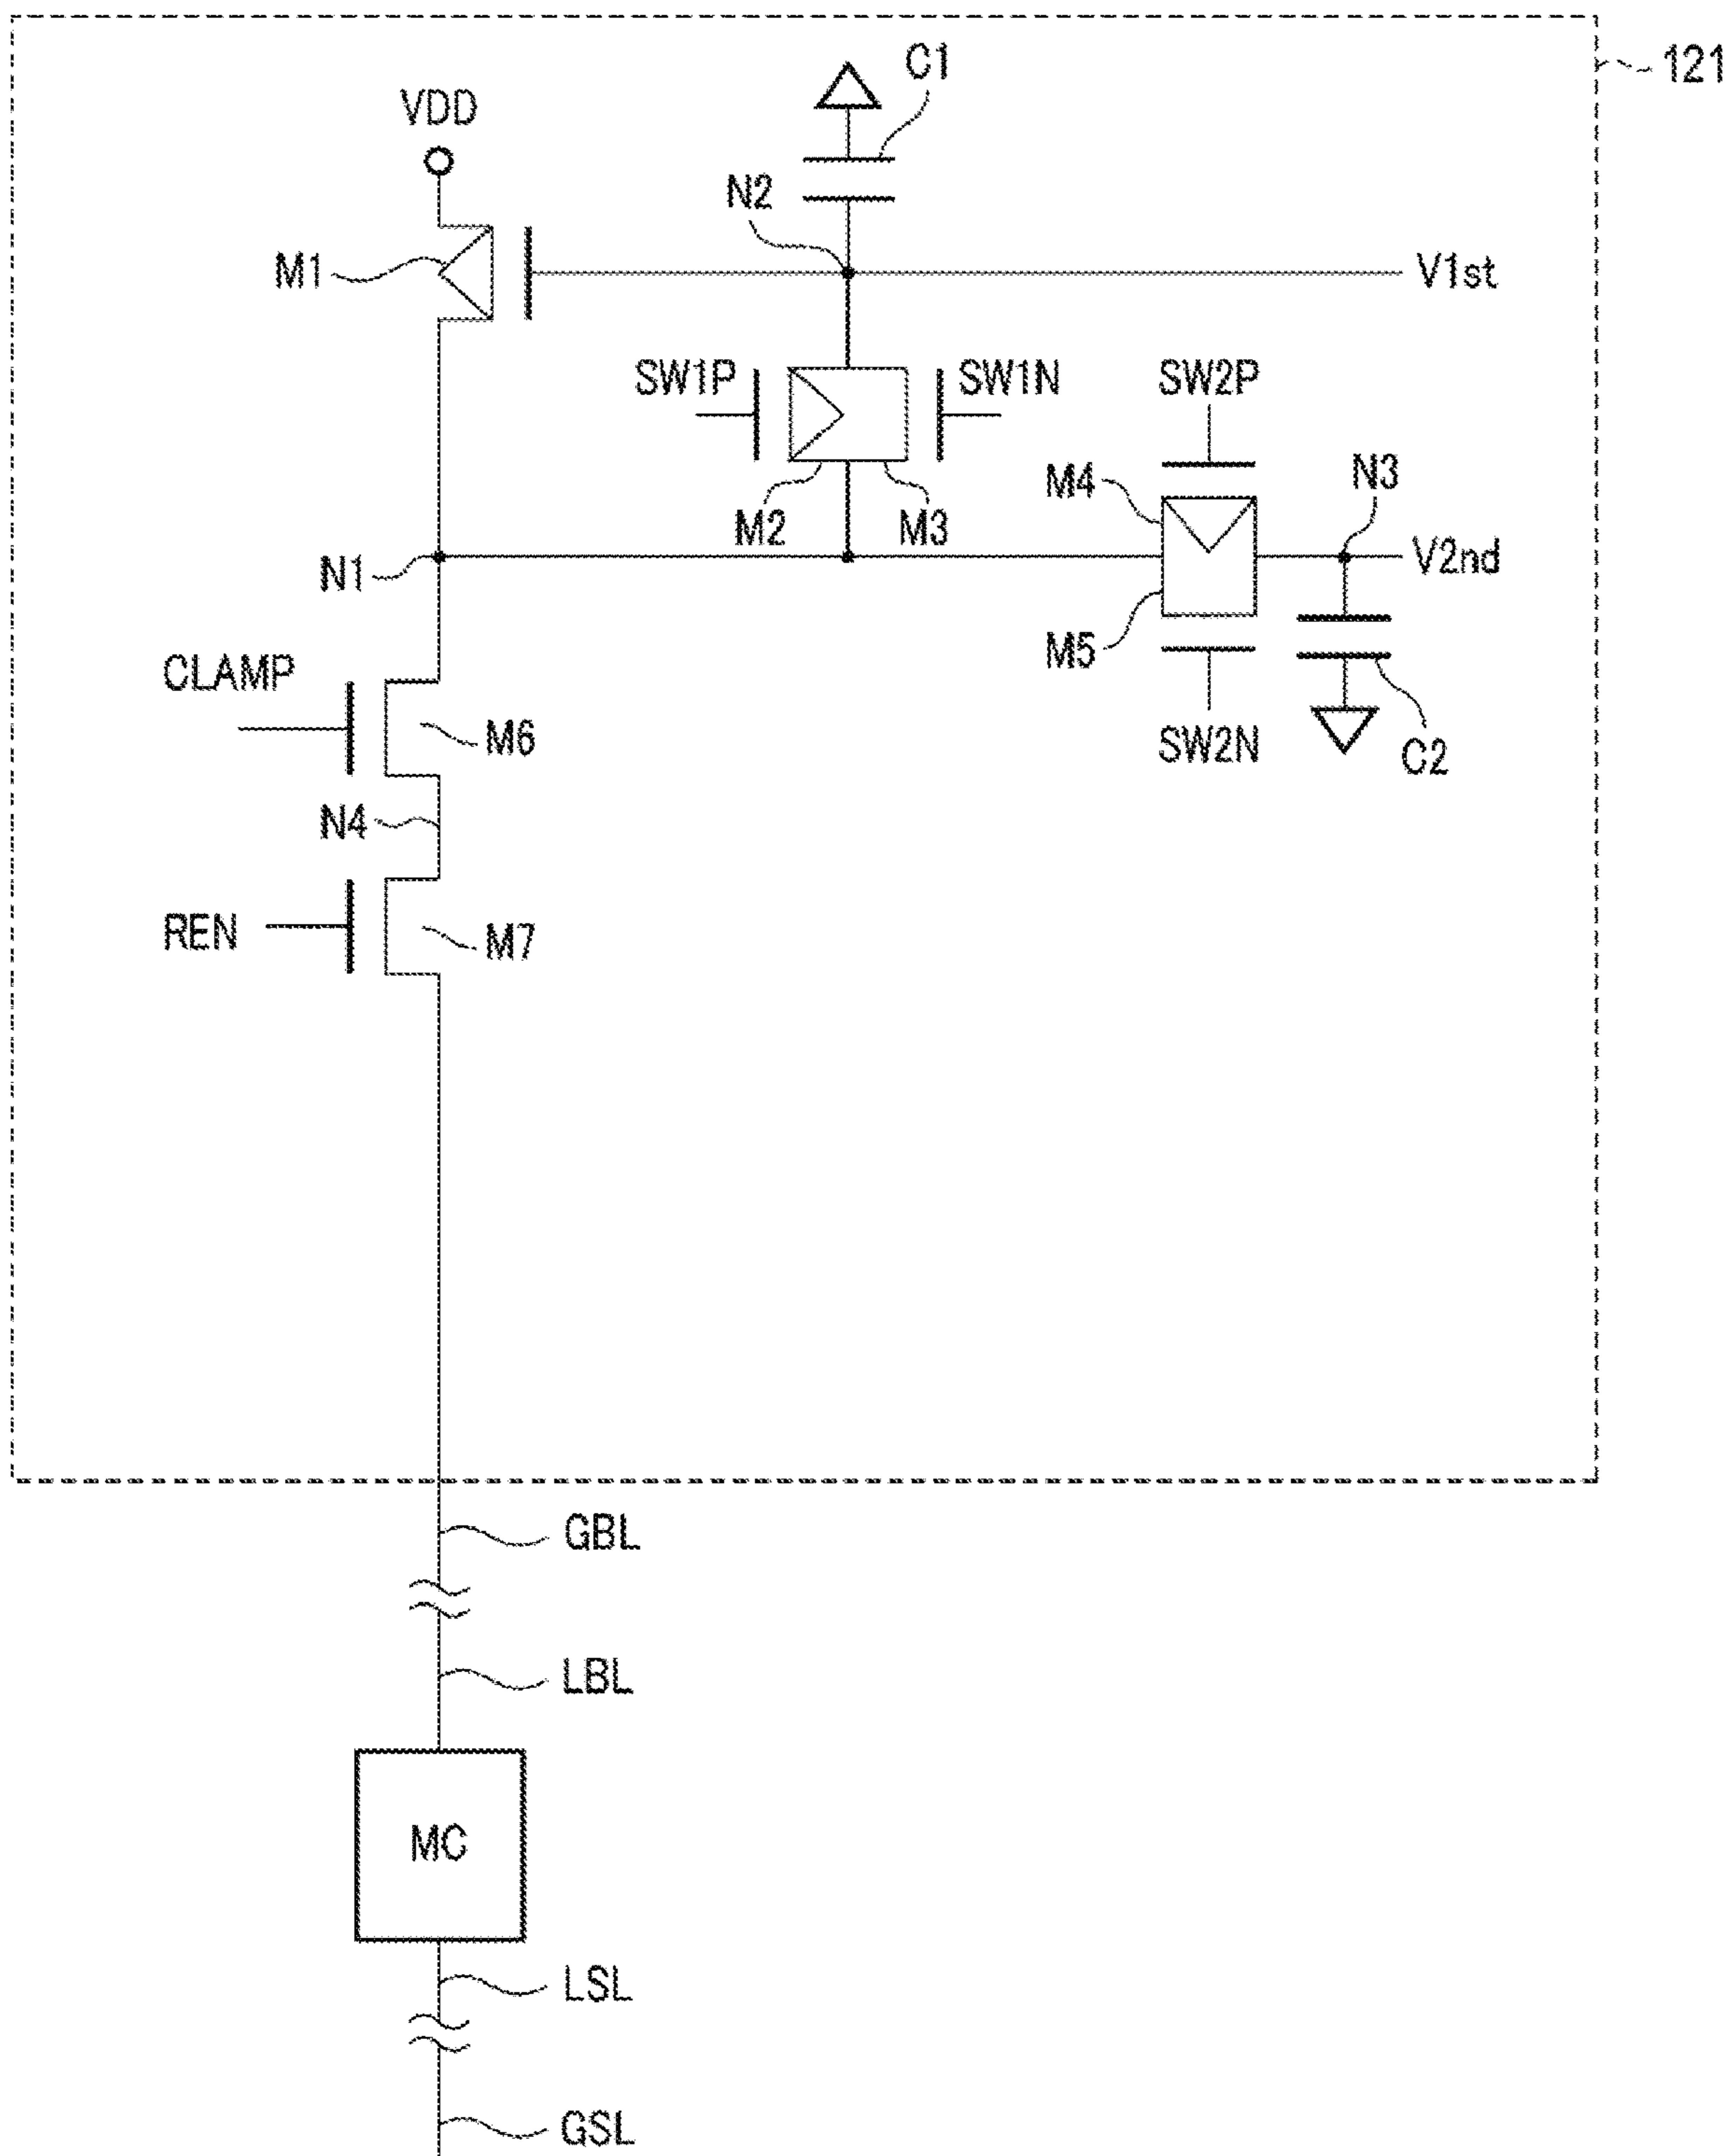 C1
121
VDD
N2
M1
V1st
SW1P
SW1N
SW2P
M4
N3
M2
M3
N1
V2nd
M5
CLAMP
M6
SW2N
C2
N4
REN
M7
GBL
LBL
MC
LSL
GSL